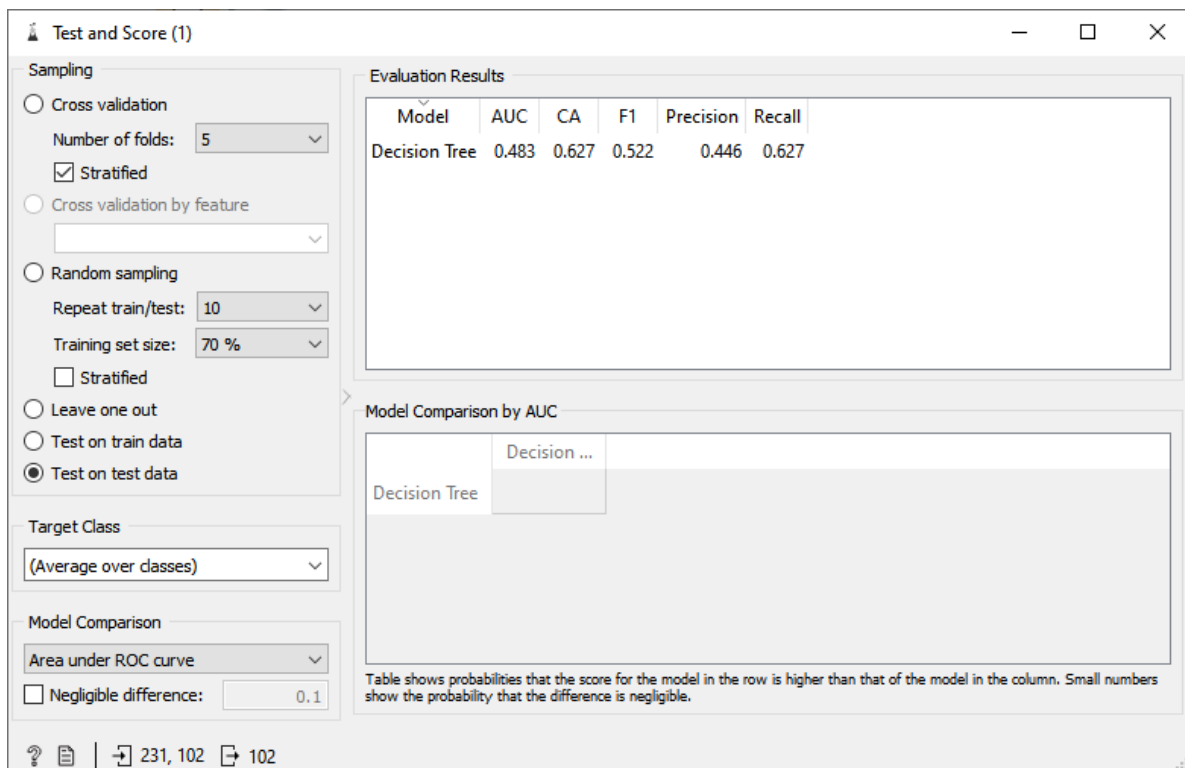 Test and Score (1)
Sampling
Cross validation
Number of folds: 5
Stratified
Cross validation by feature
Random sampling
Repeat train/test: 10
Training set size: 70 %
Stratified
Leave one out
Test on train data
Test on test data
Target Class
(Average over classes)
Model Comparison
Area under ROC curve
Negligible difference: 0.1
? 231, 102 102
Evaluation Results
Model AUC CA F1 Precision Recall
Decision Tree 0.483 0.627 0.522 0.446 0.627
Model Comparison by AUC
Decision ...
Decision Tree
Table shows probabilities that the score for the model in the row is higher than that of the model in the column. Small numbers
show the probability that the difference is negligible.